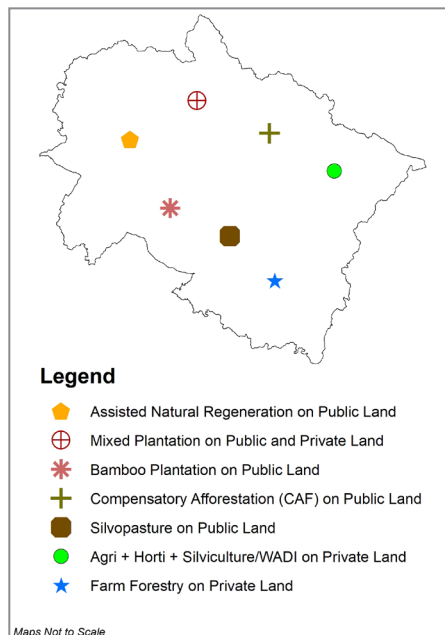 Legend
Assisted Natural Regeneration on Public Land
Mixed Plantation on Public and Private Land
Bamboo Plantation on Public Land
Compensatory Afforestation (CAF) on Public Land
Silvopasture on Public Land
Agri + Horti + Silviculture/WADI on Private Land
Farm Forestry on Private Land
Maps Not to Scale